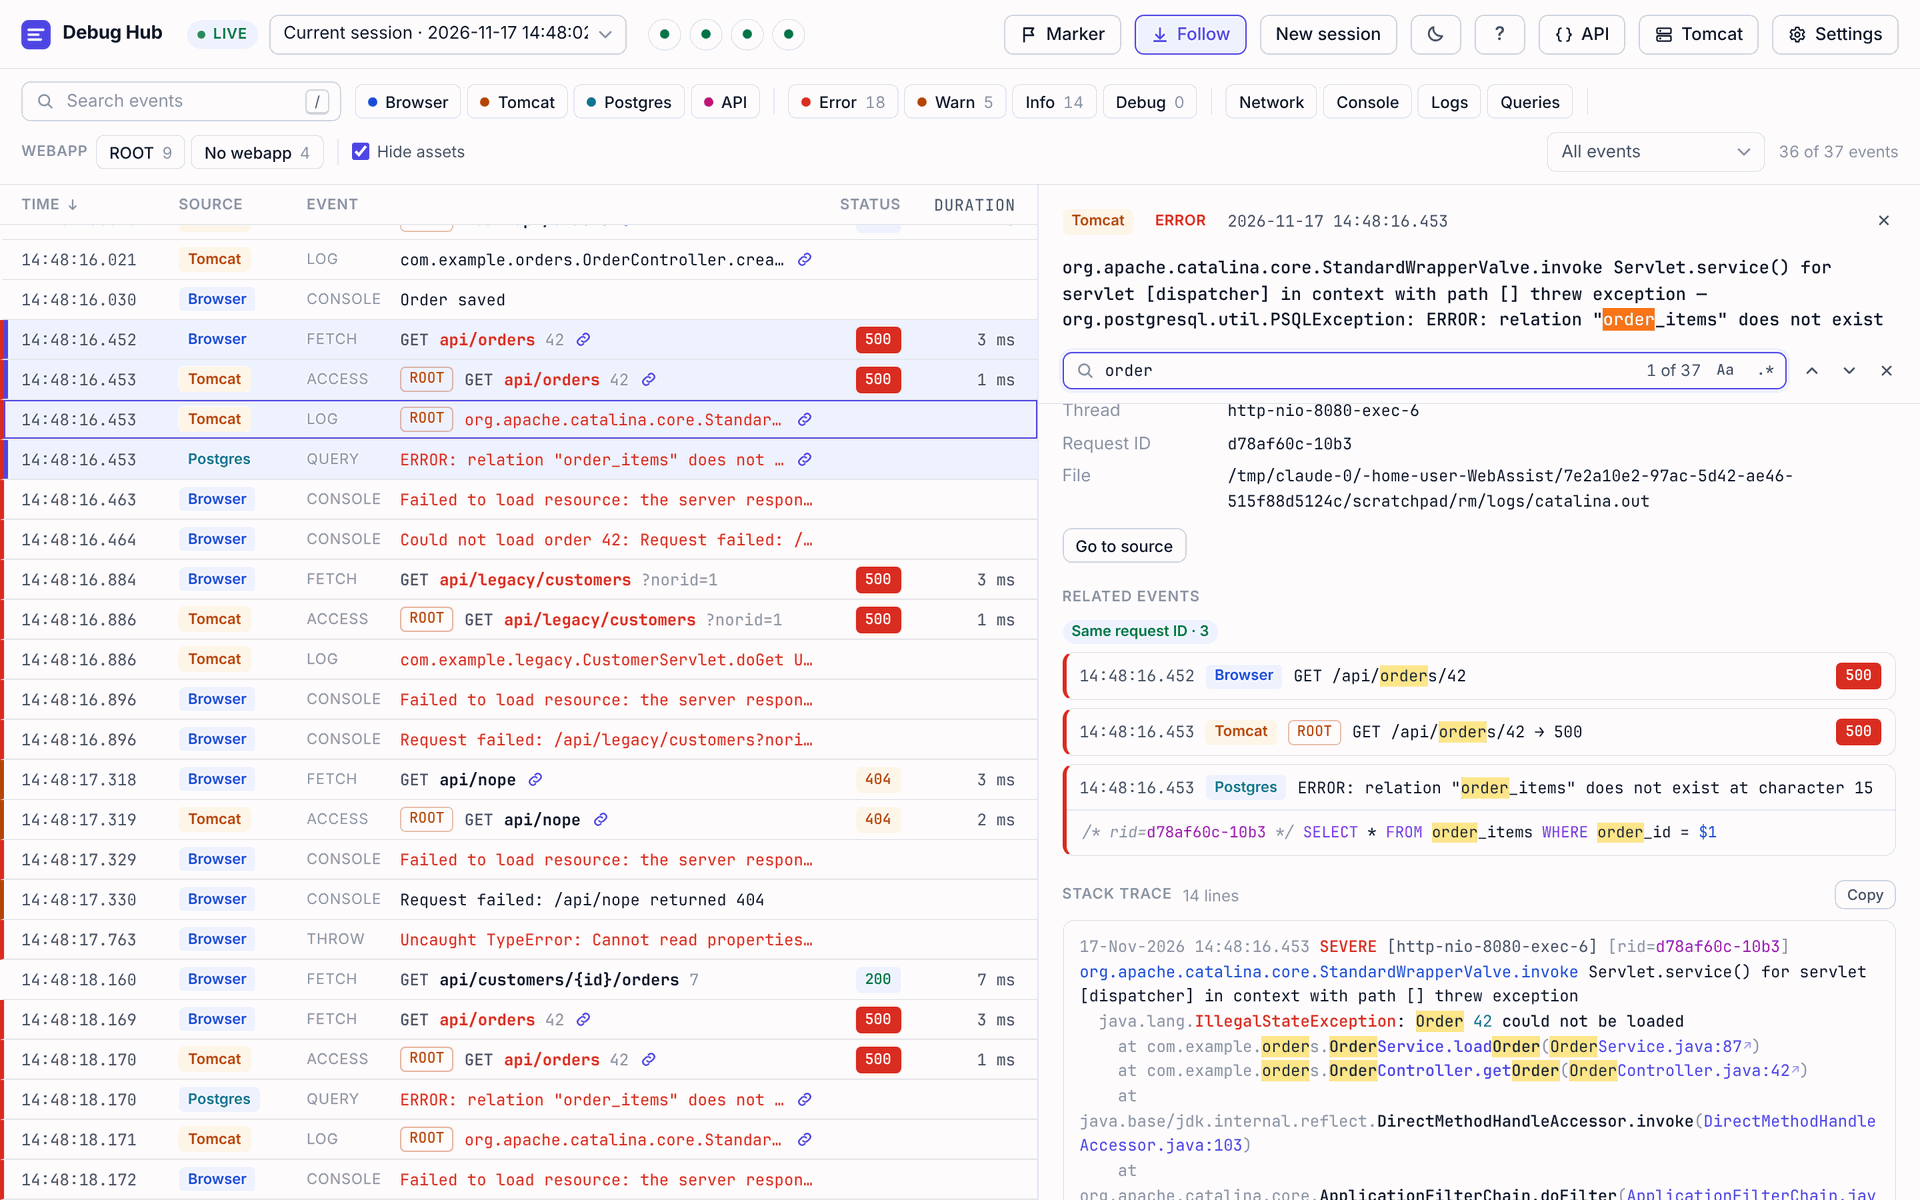 Debug Hub
LIVE
Current session · 2026-11-17 14:48:02
Marker
Follow
New session
?
{} API
Tomcat
Settings
Search events
/
Browser
Tomcat
Postgres
API
Error 18
Warn 5
Info 14
Debug 0
Network
Console
Logs
Queries
WEBAPP
ROOT 9
No webapp 4
Hide assets
All events
36 of 37 events
TIME ↓ SOURCE EVENT STATUS DURATION
14:48:16.021 Tomcat LOG com.example.orders.OrderController.crea…
14:48:16.030 Browser CONSOLE Order saved
14:48:16.452 Browser FETCH GET api/orders 42 500 3 ms
14:48:16.453 Tomcat ACCESS ROOT GET api/orders 42 500 1 ms
14:48:16.453 Tomcat LOG ROOT org.apache.catalina.core.Standar…
14:48:16.453 Postgres QUERY ERROR: relation "order_items" does not …
14:48:16.463 Browser CONSOLE Failed to load resource: the server respon…
14:48:16.464 Browser CONSOLE Could not load order 42: Request failed: /…
14:48:16.884 Browser FETCH GET api/legacy/customers ?norid=1 500 3 ms
14:48:16.886 Tomcat ACCESS ROOT GET api/legacy/customers ?norid=1 500 1 ms
14:48:16.886 Tomcat LOG com.example.legacy.CustomerServlet.doGet U…
14:48:16.896 Browser CONSOLE Failed to load resource: the server respon…
14:48:16.896 Browser CONSOLE Request failed: /api/legacy/customers?nori…
14:48:17.318 Browser FETCH GET api/nope 404 3 ms
14:48:17.319 Tomcat ACCESS ROOT GET api/nope 404 2 ms
14:48:17.329 Browser CONSOLE Failed to load resource: the server respon…
14:48:17.330 Browser CONSOLE Request failed: /api/nope returned 404
14:48:17.763 Browser THROW Uncaught TypeError: Cannot read properties…
14:48:18.160 Browser FETCH GET api/customers/{id}/orders 7 200 7 ms
14:48:18.169 Browser FETCH GET api/orders 42 500 3 ms
14:48:18.170 Tomcat ACCESS ROOT GET api/orders 42 500 1 ms
14:48:18.170 Postgres QUERY ERROR: relation "order_items" does not …
14:48:18.171 Tomcat LOG ROOT org.apache.catalina.core.Standar…
14:48:18.172 Browser CONSOLE Failed to load resource: the server respon…
Tomcat ERROR 2026-11-17 14:48:16.453
org.apache.catalina.core.StandardWrapperValve.invoke Servlet.service() for
servlet [dispatcher] in context with path [] threw exception —
org.postgresql.util.PSQLException: ERROR: relation "order_items" does not exist
order 1 of 37 Aa .*
Thread http-nio-8080-exec-6
Request ID d78af60c-10b3
File /tmp/claude-0/-home-user-WebAssist/7e2a10e2-97ac-5d42-ae46-
515f88d5124c/scratchpad/rm/logs/catalina.out
Go to source
RELATED EVENTS
Same request ID · 3
14:48:16.452 Browser GET /api/orders/42 500
14:48:16.453 Tomcat ROOT GET /api/orders/42 → 500 500
14:48:16.453 Postgres ERROR: relation "order_items" does not exist at character 15
/* rid=d78af60c-10b3 */ SELECT * FROM order_items WHERE order_id = $1
STACK TRACE 14 lines
Copy
17-Nov-2026 14:48:16.453 SEVERE [http-nio-8080-exec-6] [rid=d78af60c-10b3]
org.apache.catalina.core.StandardWrapperValve.invoke Servlet.service() for servlet
[dispatcher] in context with path [] threw exception
java.lang.IllegalStateException: Order 42 could not be loaded
at com.example.orders.OrderService.loadOrder(OrderService.java:87↗)
at com.example.orders.OrderController.getOrder(OrderController.java:42↗)
at
java.base/jdk.internal.reflect.DirectMethodHandleAccessor.invoke(DirectMethodHandle
Accessor.java:103)
at
org.apache.catalina.core.ApplicationFilterChain.doFilter(ApplicationFilterChain.jav